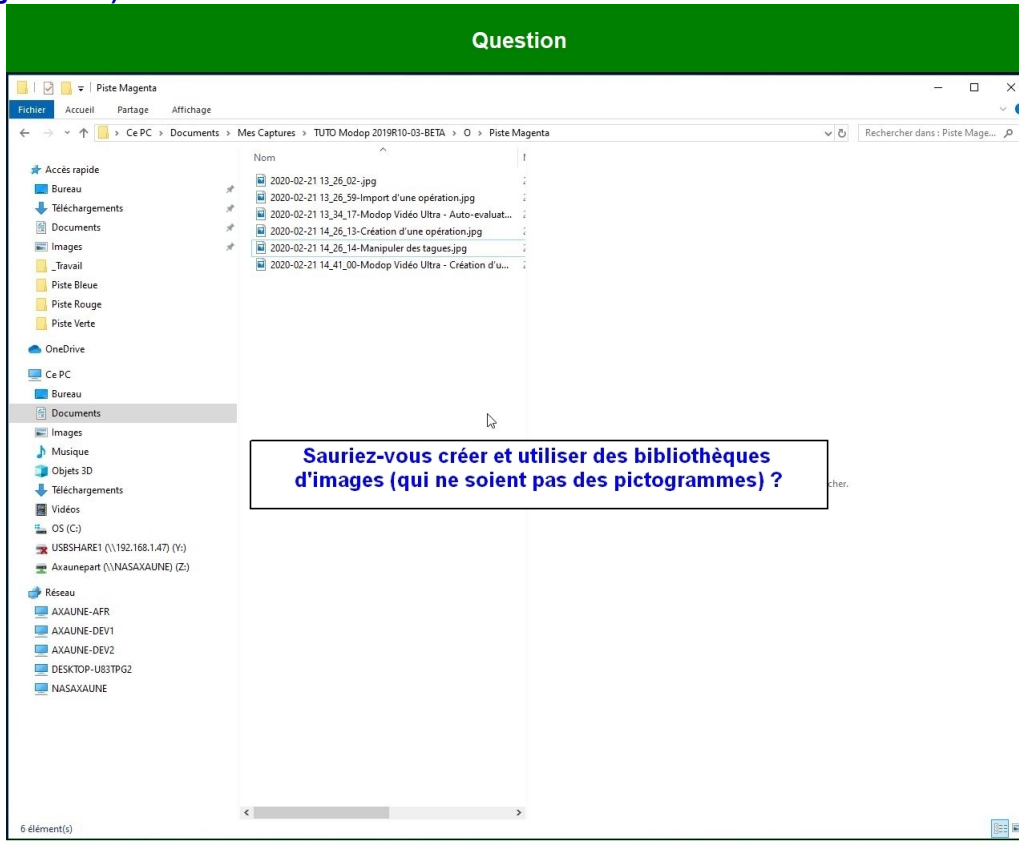 Question
Piste Magenta
Fichier Accueil Partage Affichage
Ce PC > Documents > Mes Captures > TUTO Modop 2019R10-03-BETA > O > Piste Magenta
Rechercher dans : Piste Mage...
Nom
Accès rapide
Bureau
Téléchargements
Documents
Images
_Travail
Piste Bleue
Piste Rouge
Piste Verte
OneDrive
Ce PC
Bureau
Documents
Images
Musique
Objets 3D
Téléchargements
Vidéos
OS (C:)
USBSHARE1 (\\192.168.1.47) (Y:)
Axaunepart (\\NASAXAUNE) (Z:)
Réseau
AXAUNE-AFR
AXAUNE-DEV1
AXAUNE-DEV2
DESKTOP-U83TPG2
NASAXAUNE
2020-02-21 13_26_02-.jpg
2020-02-21 13_26_59-Import d'une opération.jpg
2020-02-21 13_34_17-Modop Vidéo Ultra - Auto-evaluat...
2020-02-21 14_26_13-Création d'une opération.jpg
2020-02-21 14_26_14-Manipuler des tagues.jpg
2020-02-21 14_41_00-Modop Vidéo Ultra - Création d'u...
Sauriez-vous créer et utiliser des bibliothèques
d'images (qui ne soient pas des pictogrammes) ?
cher.
6 élément(s)